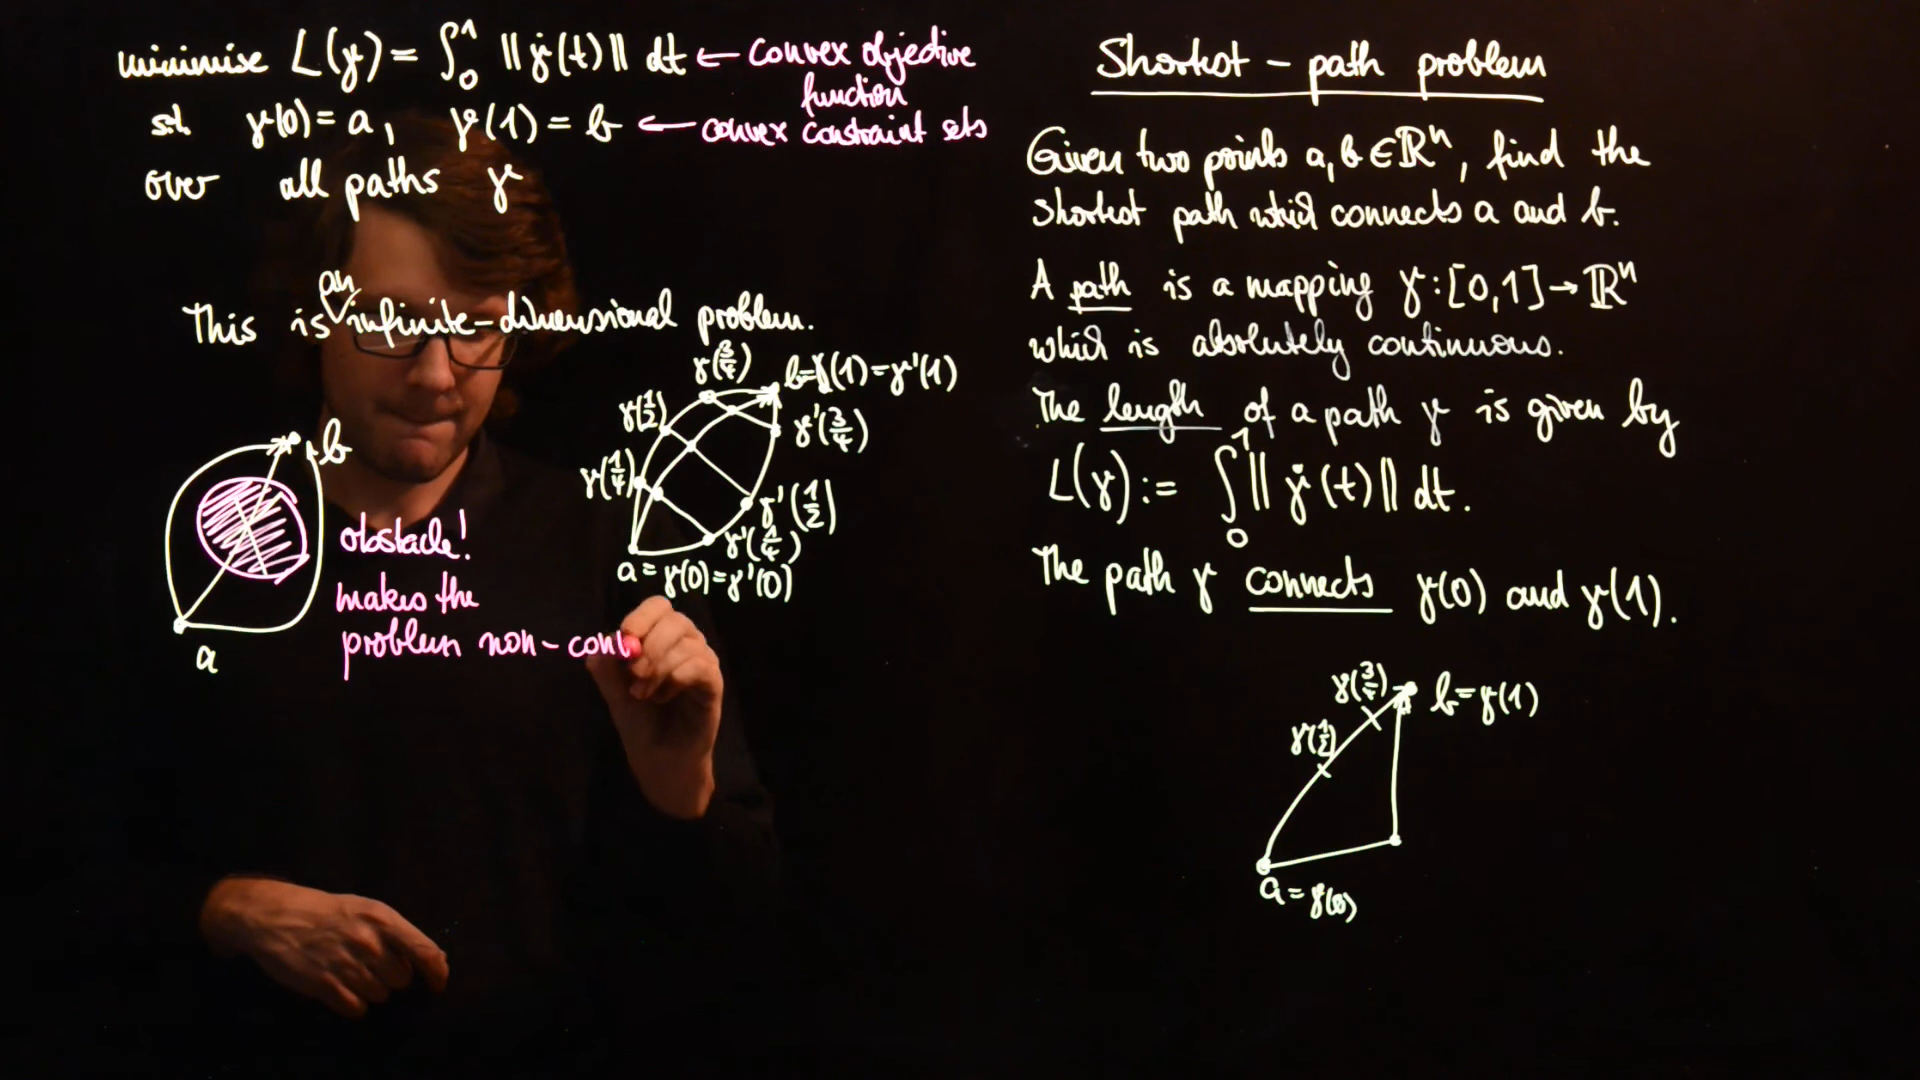 minimise L(γ) = ∫₀¹ ‖γ̇(t)‖ dt ← convex objective
function
st. γ(0) = a, γ(1) = b ← convex constraint sets
over all paths γ
an
This is infinite-dimensional problem.
γ(3/4)
b=γ(1)=γ'(1)
γ(1/2)
γ'(3/4)
b
γ(1/4)
γ'(1/2)
obstacle!
γ'(1/4)
a = γ(0)=γ'(0)
makes the
problem non-conv
a
Shortest - path problem
Given two points a, b ∈ ℝⁿ, find the
shortest path which connects a and b.
A path is a mapping γ : [0,1] → ℝⁿ
which is absolutely continuous.
The length of a path γ is given by
L(γ) := ∫₀¹ ‖γ̇(t)‖ dt.
The path γ connects γ(0) and γ(1).
γ(3/4)
b=γ(1)
γ(1/2)
a = γ(0)